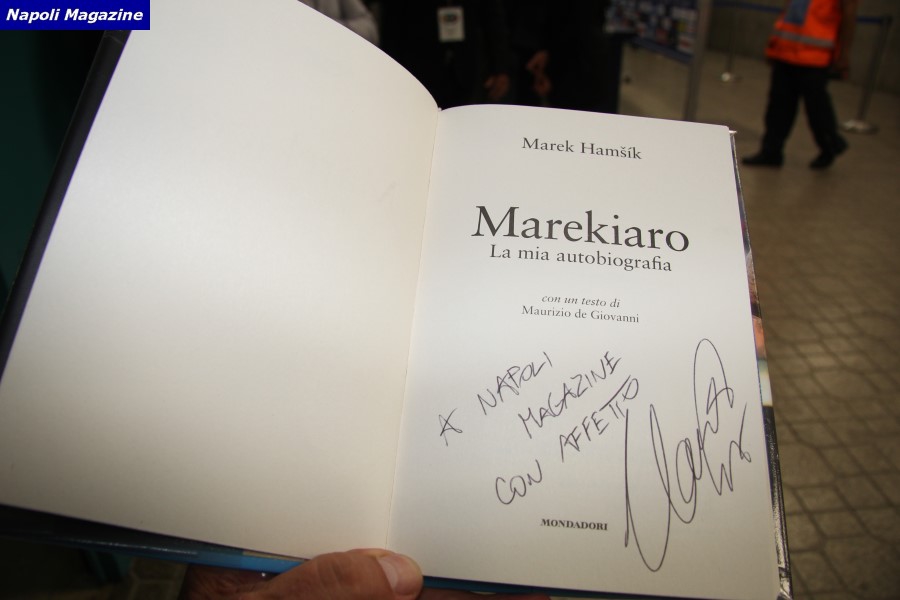 Napoli Magazine
Marek Hamšík
Marekiaro
La mia autobiografia
con un testo di
Maurizio de Giovanni
A NAPOLI
MAGAZINE
CON AFFETTO
MONDADORI